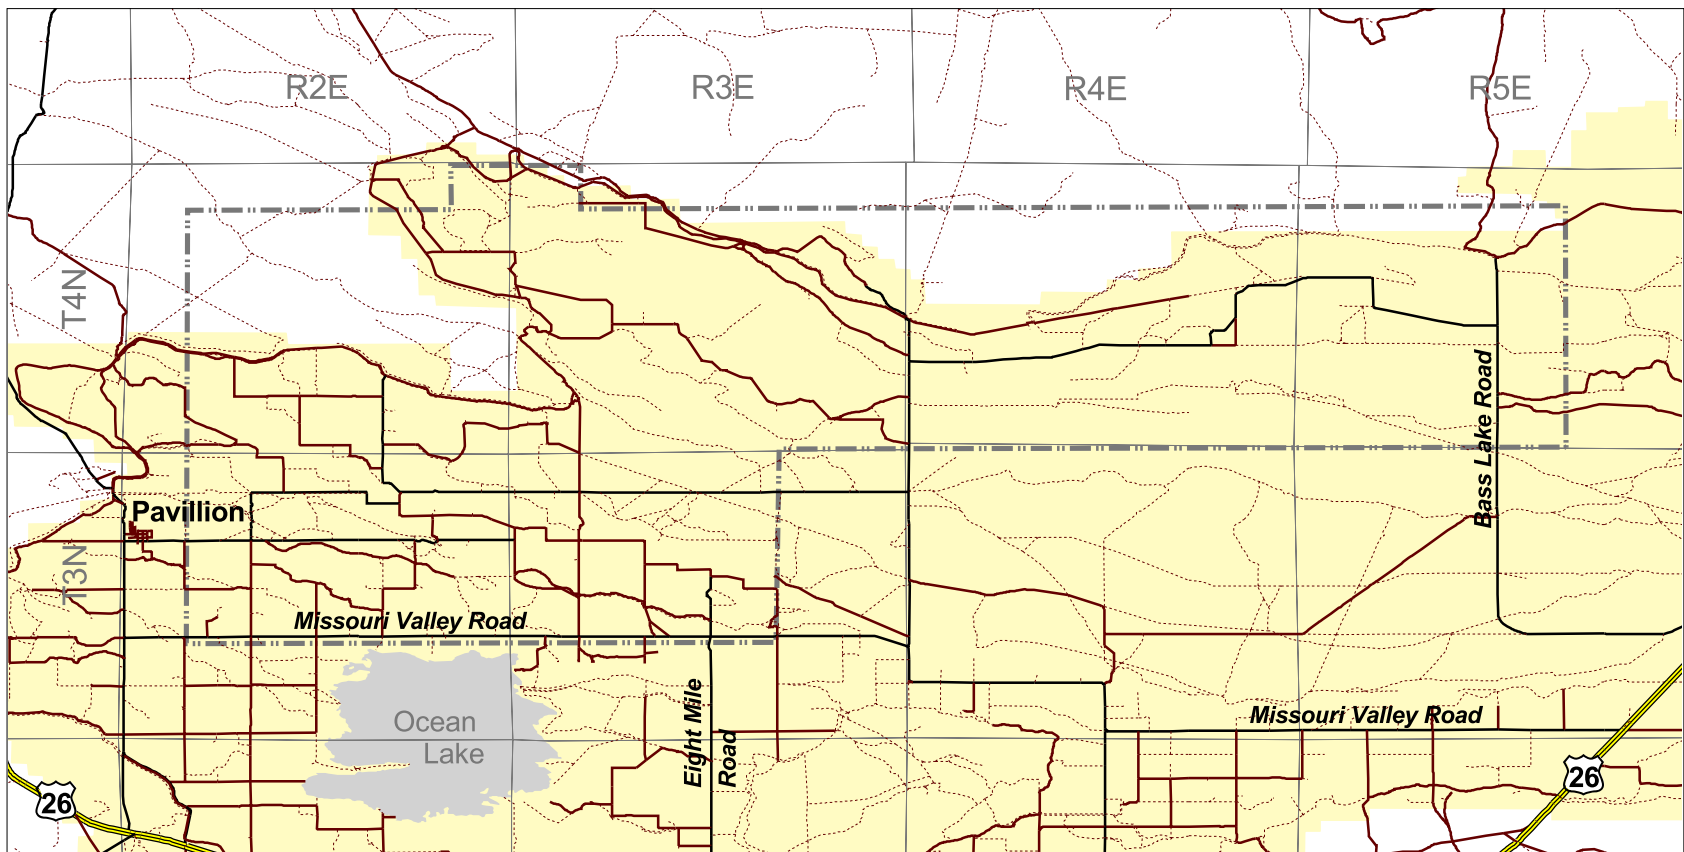 R2E
R3E
R4E
R5E
T4N
Bass Lake Road
Pavillion
T3N
Missouri Valley Road
Eight Mile
Road
Ocean
Lake
Missouri Valley Road
26
26